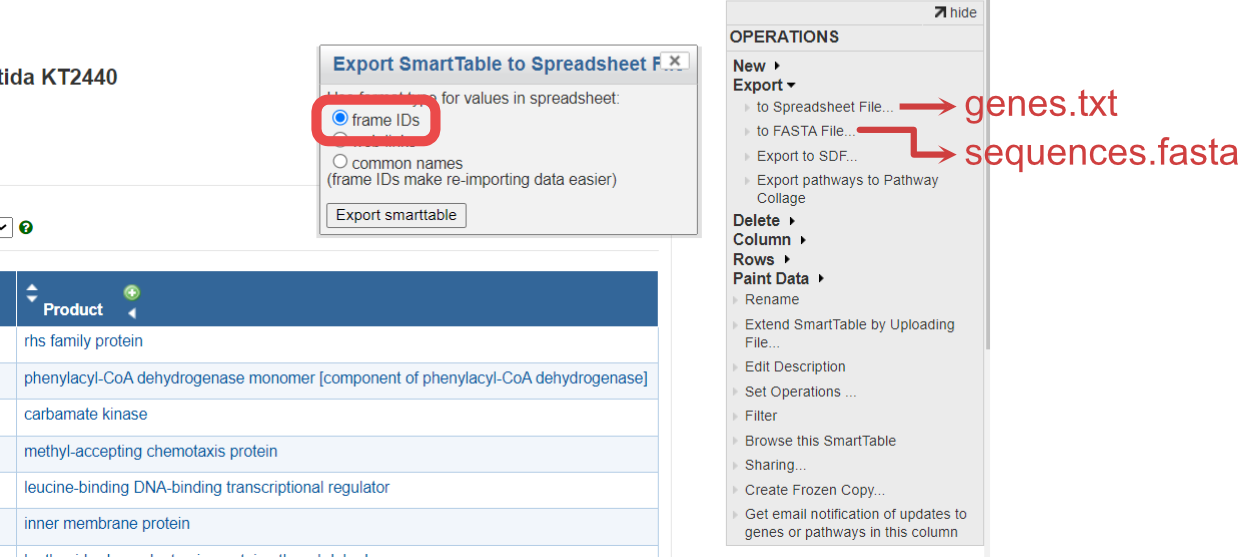 hide
OPERATIONS
tida KT2440
Export SmartTable to Spreadsheet F
for values in spreadsheet:
frame IDs
common names
(frame IDs make re-importing data easier)
Export smarttable
New
Export
to Spreadsheet File...
genes.txt
to FASTA File...
sequences.fasta
Export to SDF...
Export pathways to Pathway
Collage
Delete
Column
Rows
Paint Data
Rename
Extend SmartTable by Uploading
File...
Edit Description
Set Operations ...
Filter
Browse this SmartTable
Sharing...
Create Frozen Copy...
Get email notification of updates to
genes or pathways in this column
Product
rhs family protein
phenylacyl-CoA dehydrogenase monomer [component of phenylacyl-CoA dehydrogenase]
carbamate kinase
methyl-accepting chemotaxis protein
leucine-binding DNA-binding transcriptional regulator
inner membrane protein